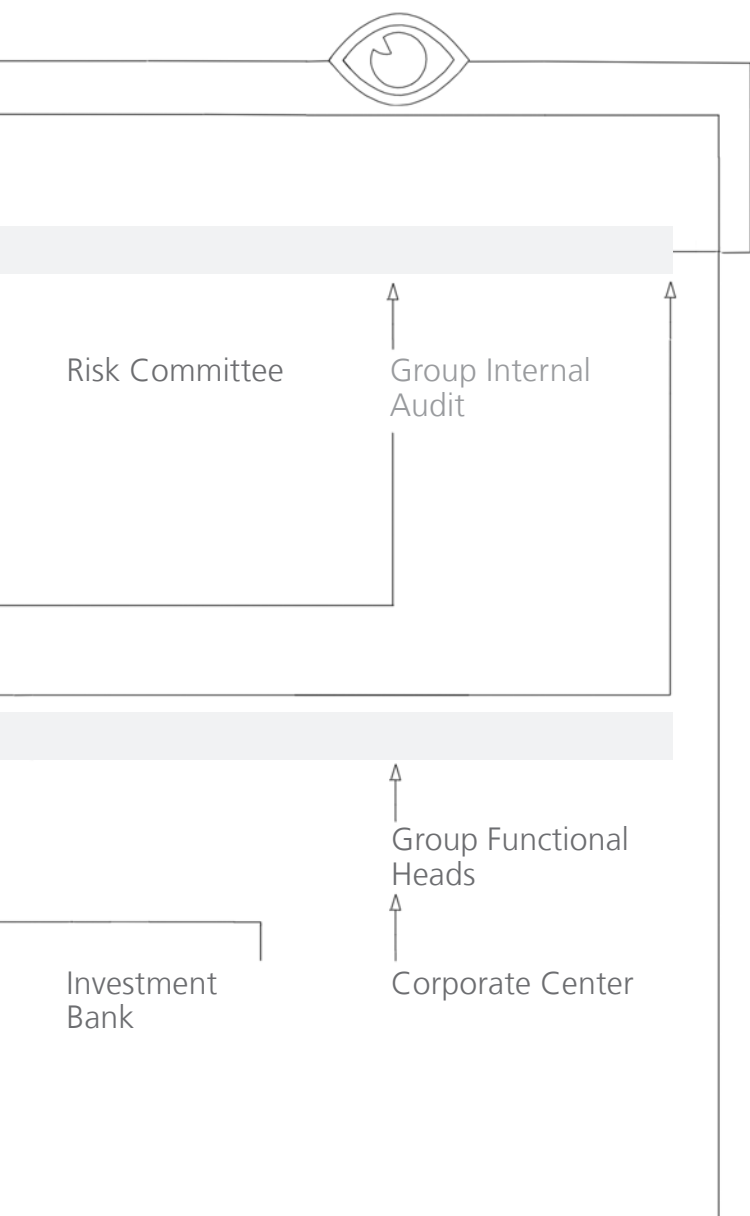 Risk Committee
Group Internal
Audit
Group Functional
Heads
Investment
Bank
Corporate Center